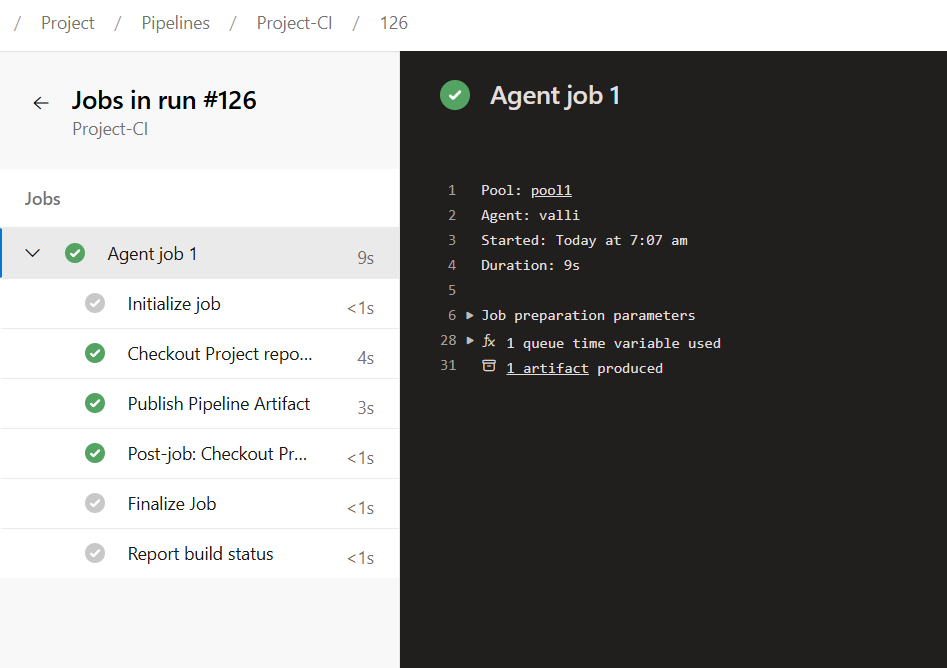 / Project / Pipelines / Project-CI / 126
Jobs in run #126
Project-CI
Jobs
Agent job 1 9s
Initialize job <1s
Checkout Project repo... 4s
Publish Pipeline Artifact 3s
Post-job: Checkout Pr... <1s
Finalize Job <1s
Report build status <1s
Agent job 1
1 Pool: pool1
2 Agent: valli
3 Started: Today at 7:07 am
4 Duration: 9s
5
6 Job preparation parameters
28 fx 1 queue time variable used
31 1 artifact produced